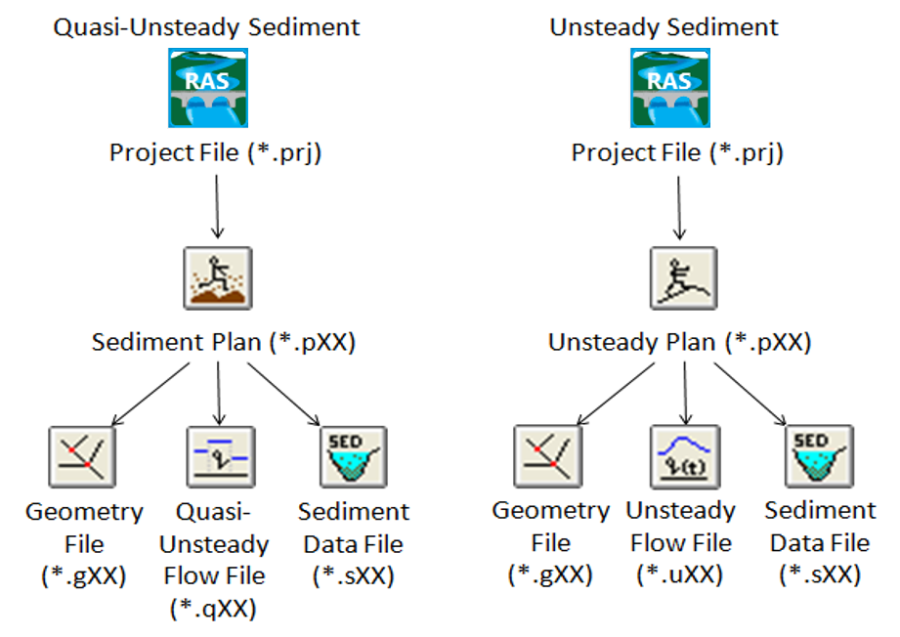 Quasi-Unsteady Sediment
RAS
Project File (*.prj)
Sediment Plan (*.pXX)
Geometry
File
(*.gXX)
q
Quasi-
Unsteady
Flow File
(*.qXX)
SED
Sediment
Data File
(*.sXX)
Unsteady Sediment
RAS
Project File (*.prj)
Unsteady Plan (*.pXX)
Geometry
File
(*.gXX)
q(t)
Unsteady
Flow File
(*.uXX)
SED
Sediment
Data File
(*.sXX)